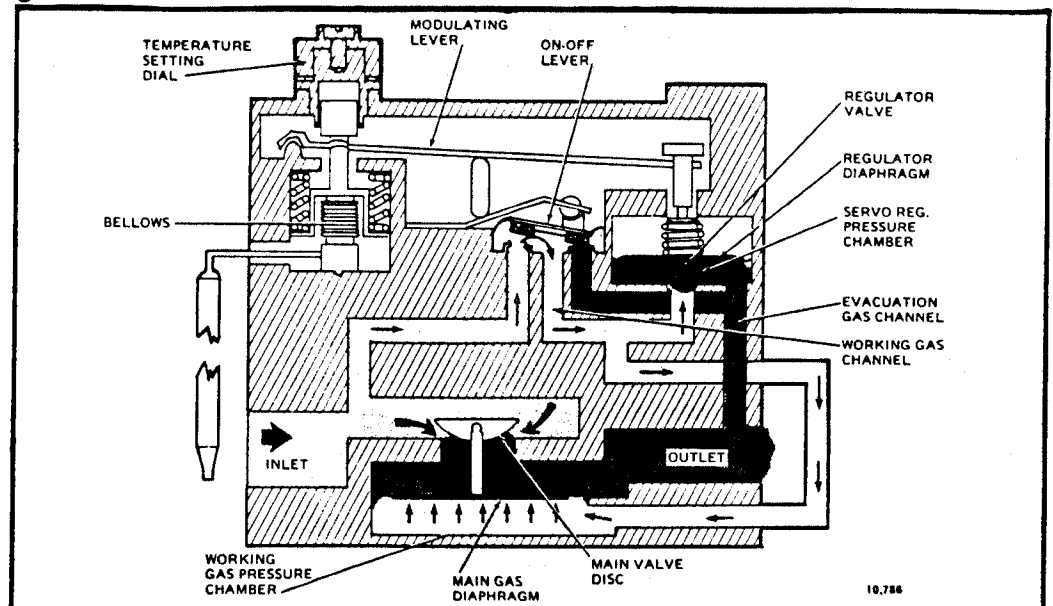 TEMPERATURE
SETTING
DIAL
MODULATING
LEVER
ON-OFF
LEVER
REGULATOR
VALVE
REGULATOR
DIAPHRAGM
SERVO REG.
PRESSURE
CHAMBER
BELLOWS
EVACUATION
GAS CHANNEL
WORKING GAS
CHANNEL
INLET
OUTLET
WORKING
GAS PRESSURE
CHAMBER
MAIN GAS
DIAPHRAGM
MAIN VALVE
DISC
10,786